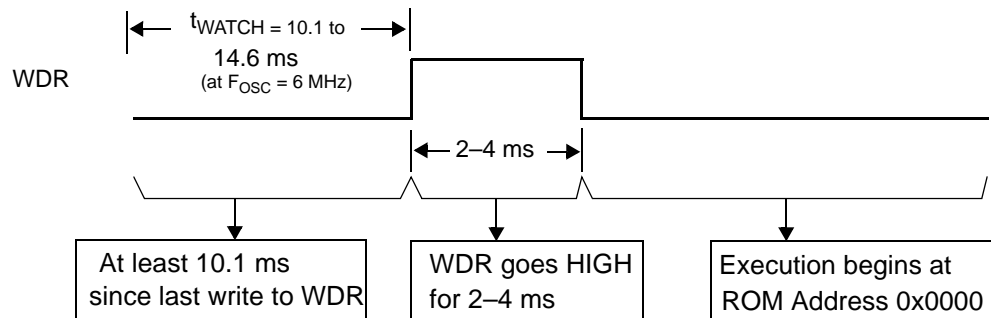 tWATCH = 10.1 to
14.6 ms
(at FOSC = 6 MHz)
WDR
2–4 ms
At least 10.1 ms
since last write to WDR
WDR goes HIGH
for 2–4 ms
Execution begins at
ROM Address 0x0000